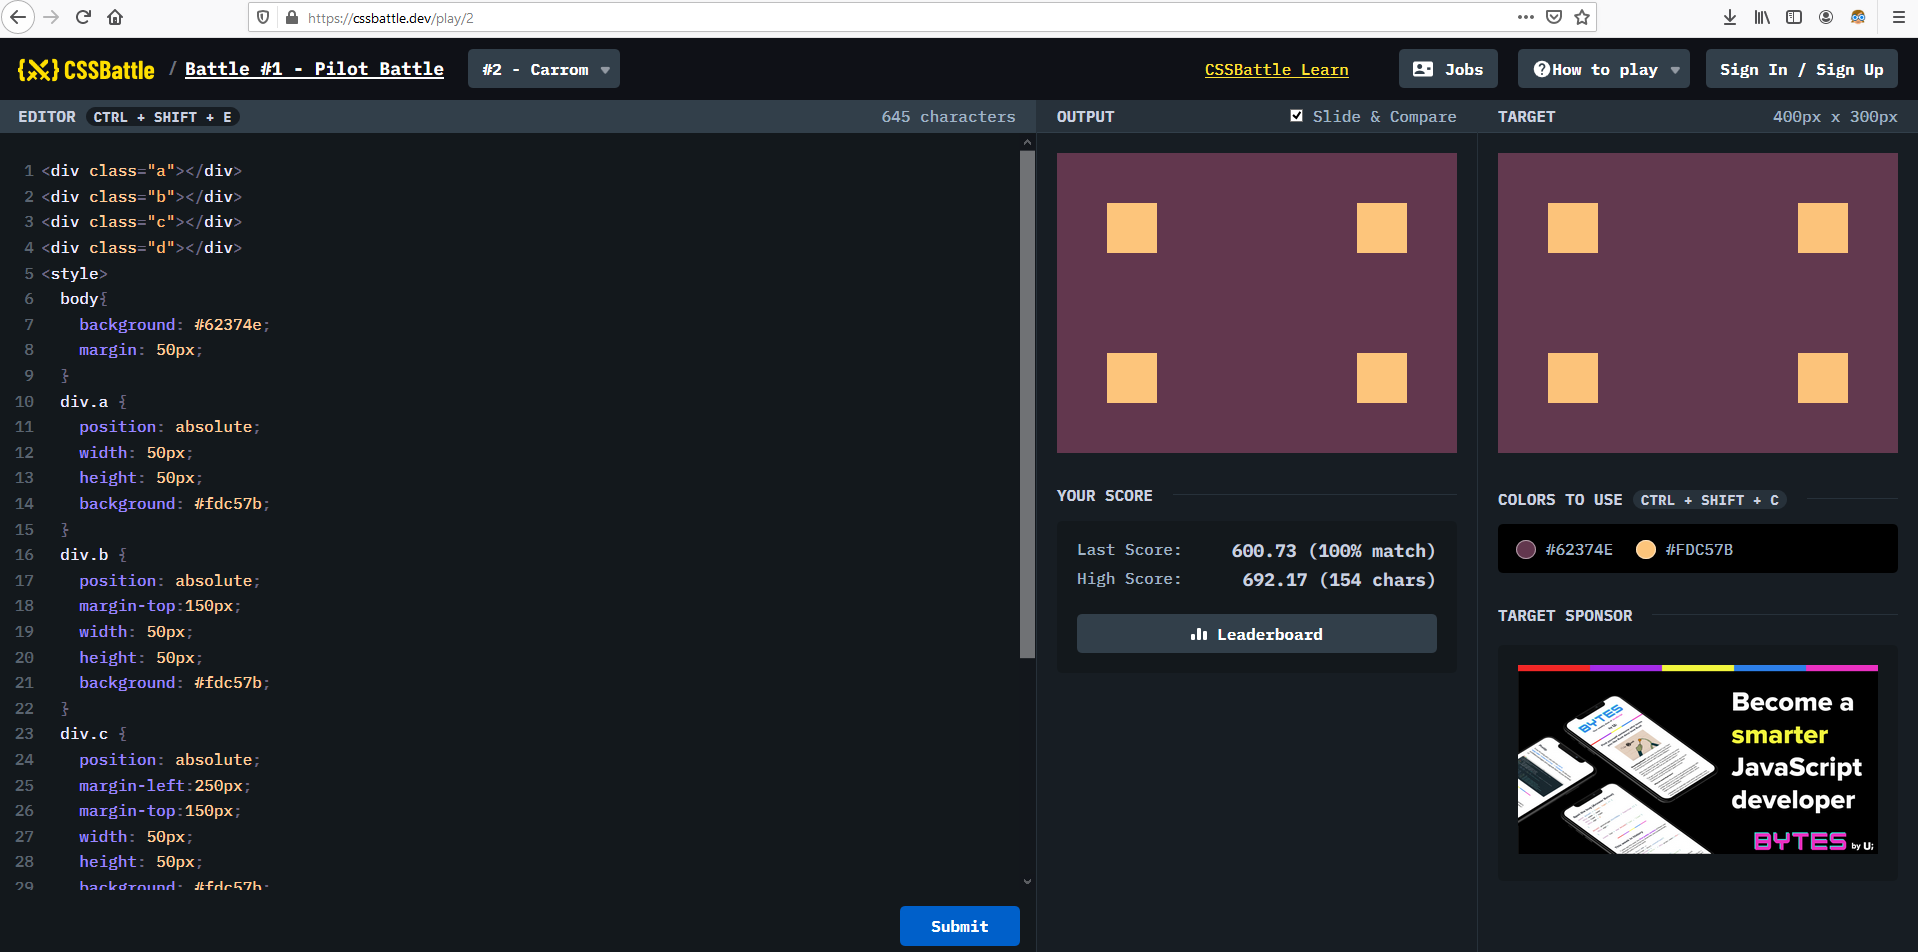 https://cssbattle.dev/play/2
{X} CSSBattle / Battle #1 - Pilot Battle #2 - Carrom CSSBattle Learn Jobs How to play Sign In / Sign Up
EDITOR CTRL + SHIFT + E 645 characters
1 <div class="a"></div>
2 <div class="b"></div>
3 <div class="c"></div>
4 <div class="d"></div>
5 <style>
6 body{
7 background: #62374e;
8 margin: 50px;
9 }
10 div.a {
11 position: absolute;
12 width: 50px;
13 height: 50px;
14 background: #fdc57b;
15 }
16 div.b {
17 position: absolute;
18 margin-top:150px;
19 width: 50px;
20 height: 50px;
21 background: #fdc57b;
22 }
23 div.c {
24 position: absolute;
25 margin-left:250px;
26 margin-top:150px;
27 width: 50px;
28 height: 50px;
29 background: #fdc57b;
Submit
OUTPUT Slide & Compare
YOUR SCORE
Last Score: 600.73 (100% match)
High Score: 692.17 (154 chars)
Leaderboard
TARGET 400px x 300px
COLORS TO USE CTRL + SHIFT + C
#62374E #FDC57B
TARGET SPONSOR
BYTES
Become a
smarter
JavaScript
developer
BYTES by U;